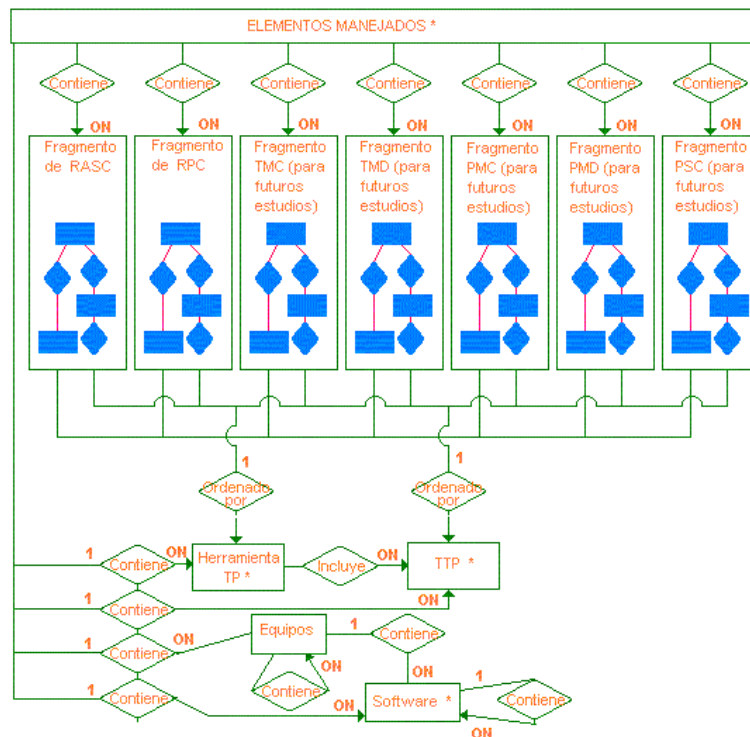 ELEMENTOS MANEJADOS *
Contiene Contiene Contiene Contiene Contiene Contiene Contiene
ON ON ON ON ON ON ON
Fragmento
de RASC
Fragmento
de RPC
Fragmento
TMC (para
futuros
estudios)
Fragmento
TMD (para
futuros
estudios)
Fragmento
PMC (para
futuros
estudios)
Fragmento
PMD (para
futuros
estudios)
Fragmento
PSC (para
futuros
estudios)
1 1
Ordenado
por
Ordenado
por
1 Contiene ON
Herramienta
TP *
Incluye ON
TTP *
1 Contiene ON
1 Contiene ON
Equipos
1 Contiene
ON
Contiene
ON
1 Contiene ON
Software *
1
Contiene
ON